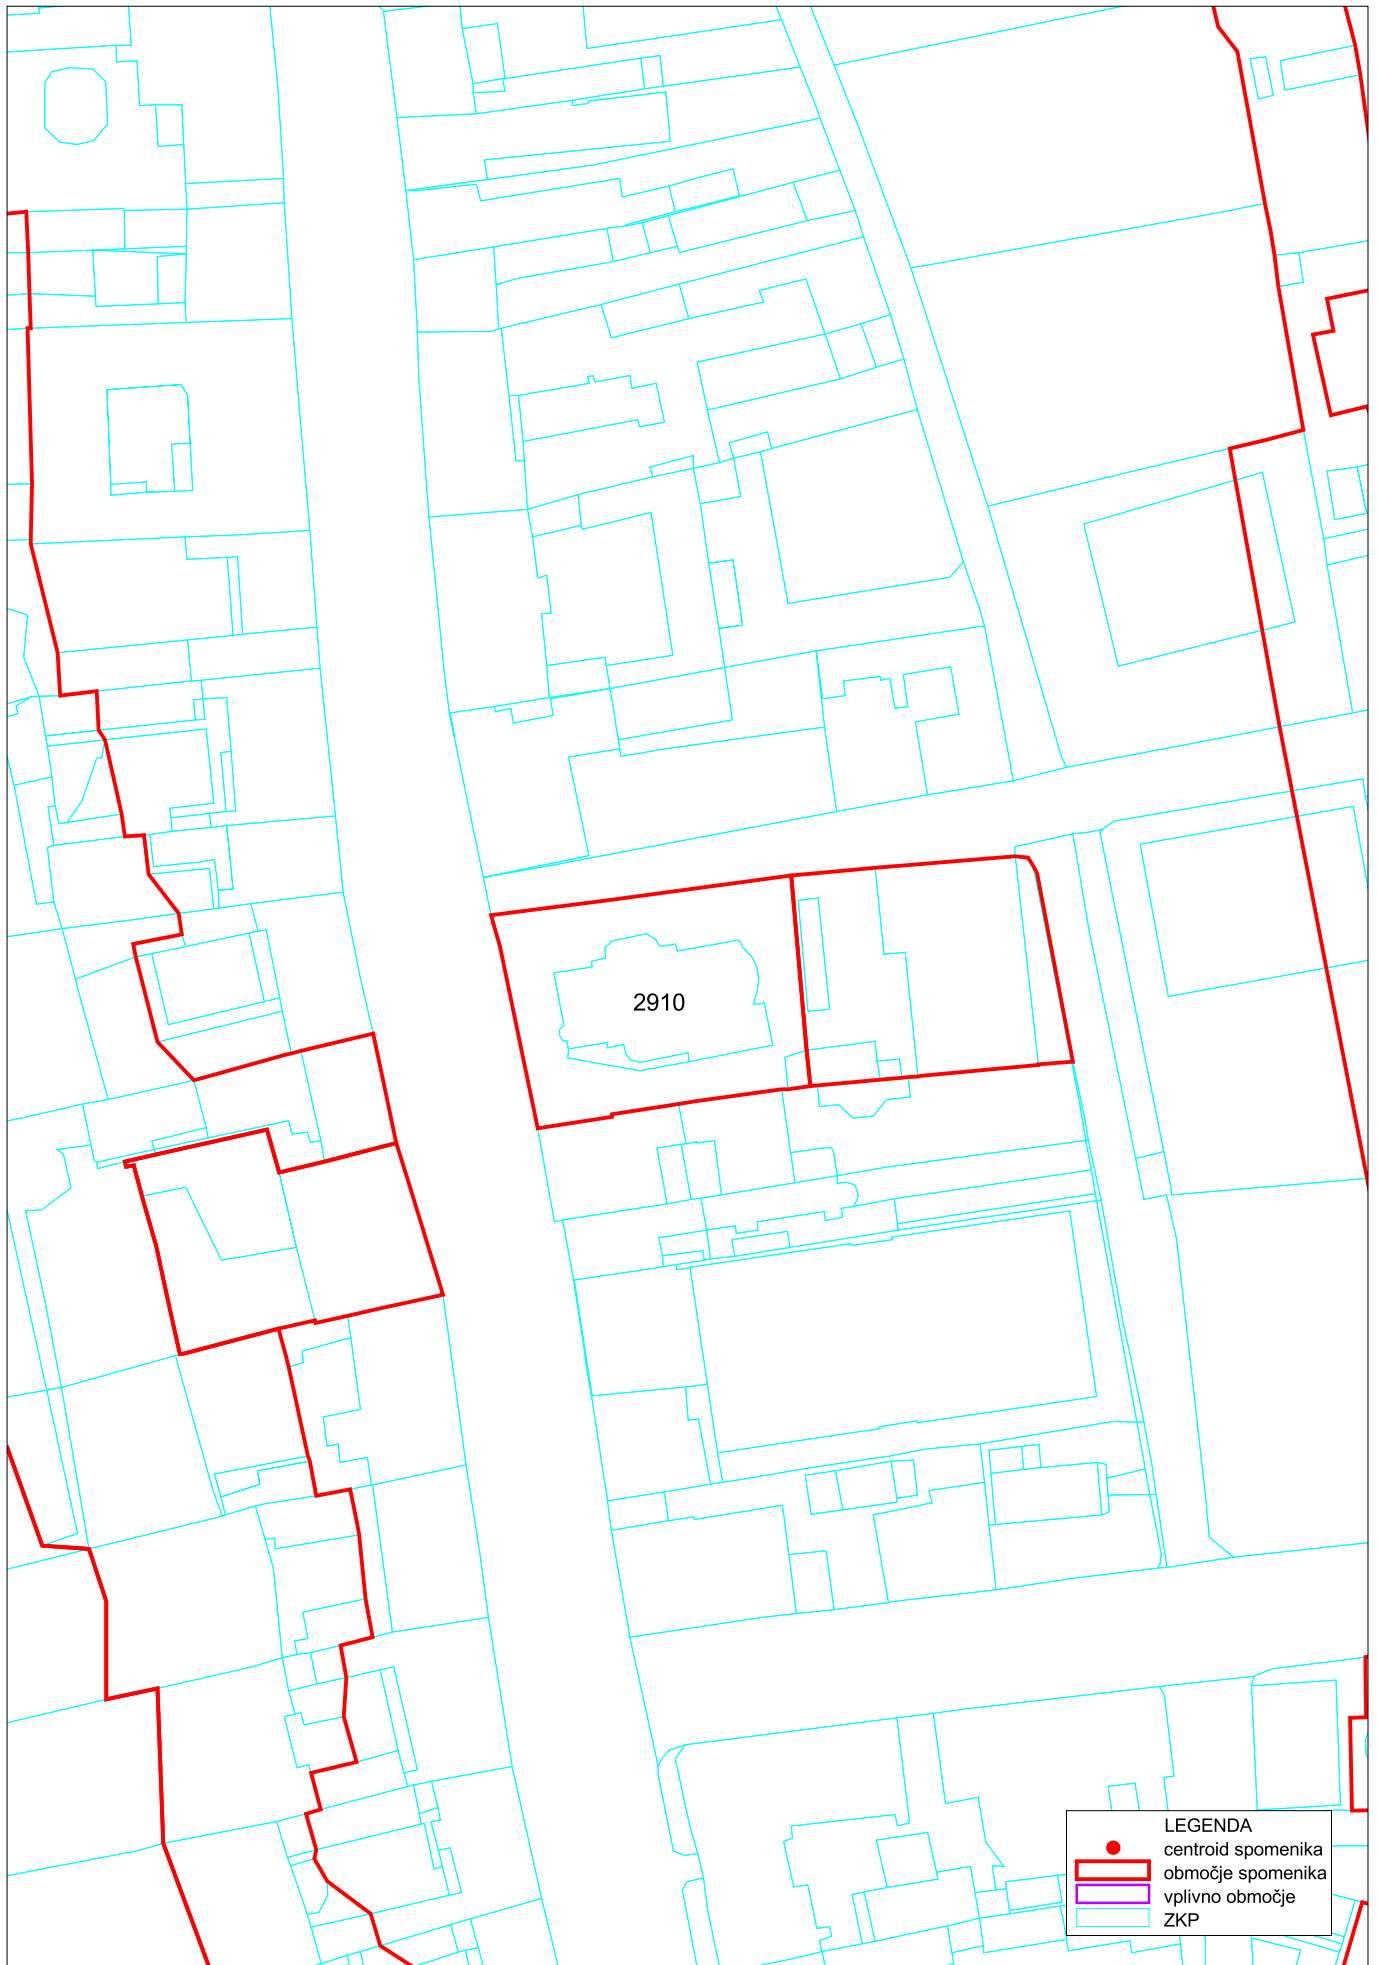 2910
LEGENDA
centroid spomenika
območje spomenika
vplivno območje
ZKP